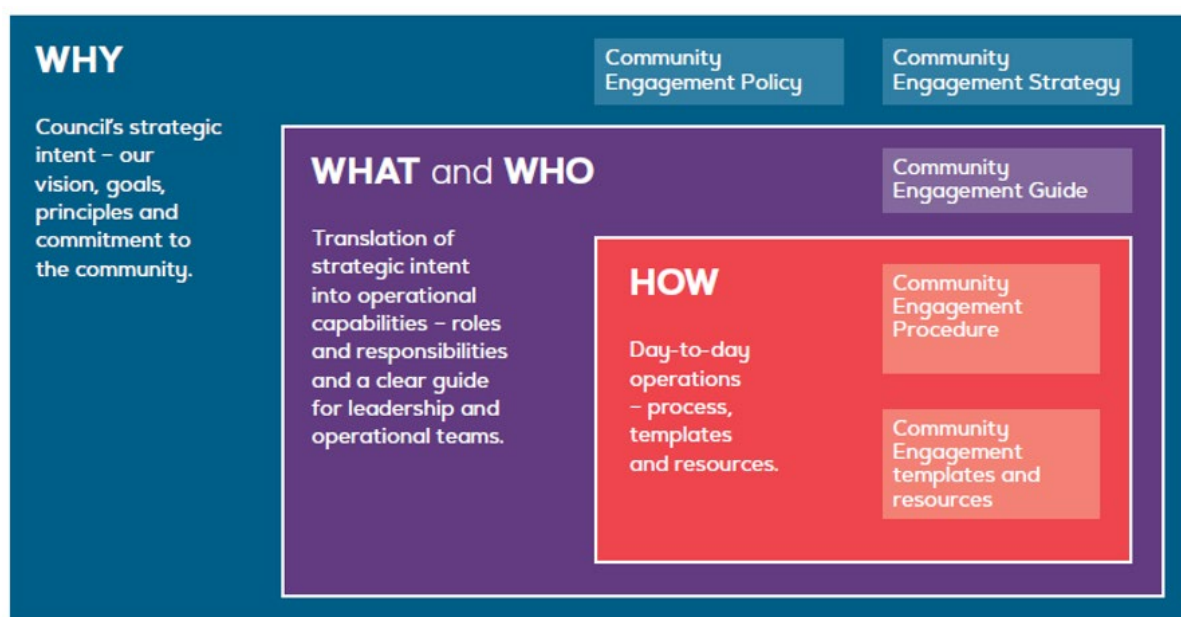 WHY
Council's strategic
intent – our
vision, goals,
principles and
commitment to
the community.
Community
Engagement Policy
Community
Engagement Strategy
WHAT and WHO
Translation of
strategic intent
into operational
capabilities – roles
and responsibilities
and a clear guide
for leadership and
operational teams.
Community
Engagement Guide
HOW
Day-to-day
operations
– process,
templates
and resources.
Community
Engagement
Procedure
Community
Engagement
templates and
resources